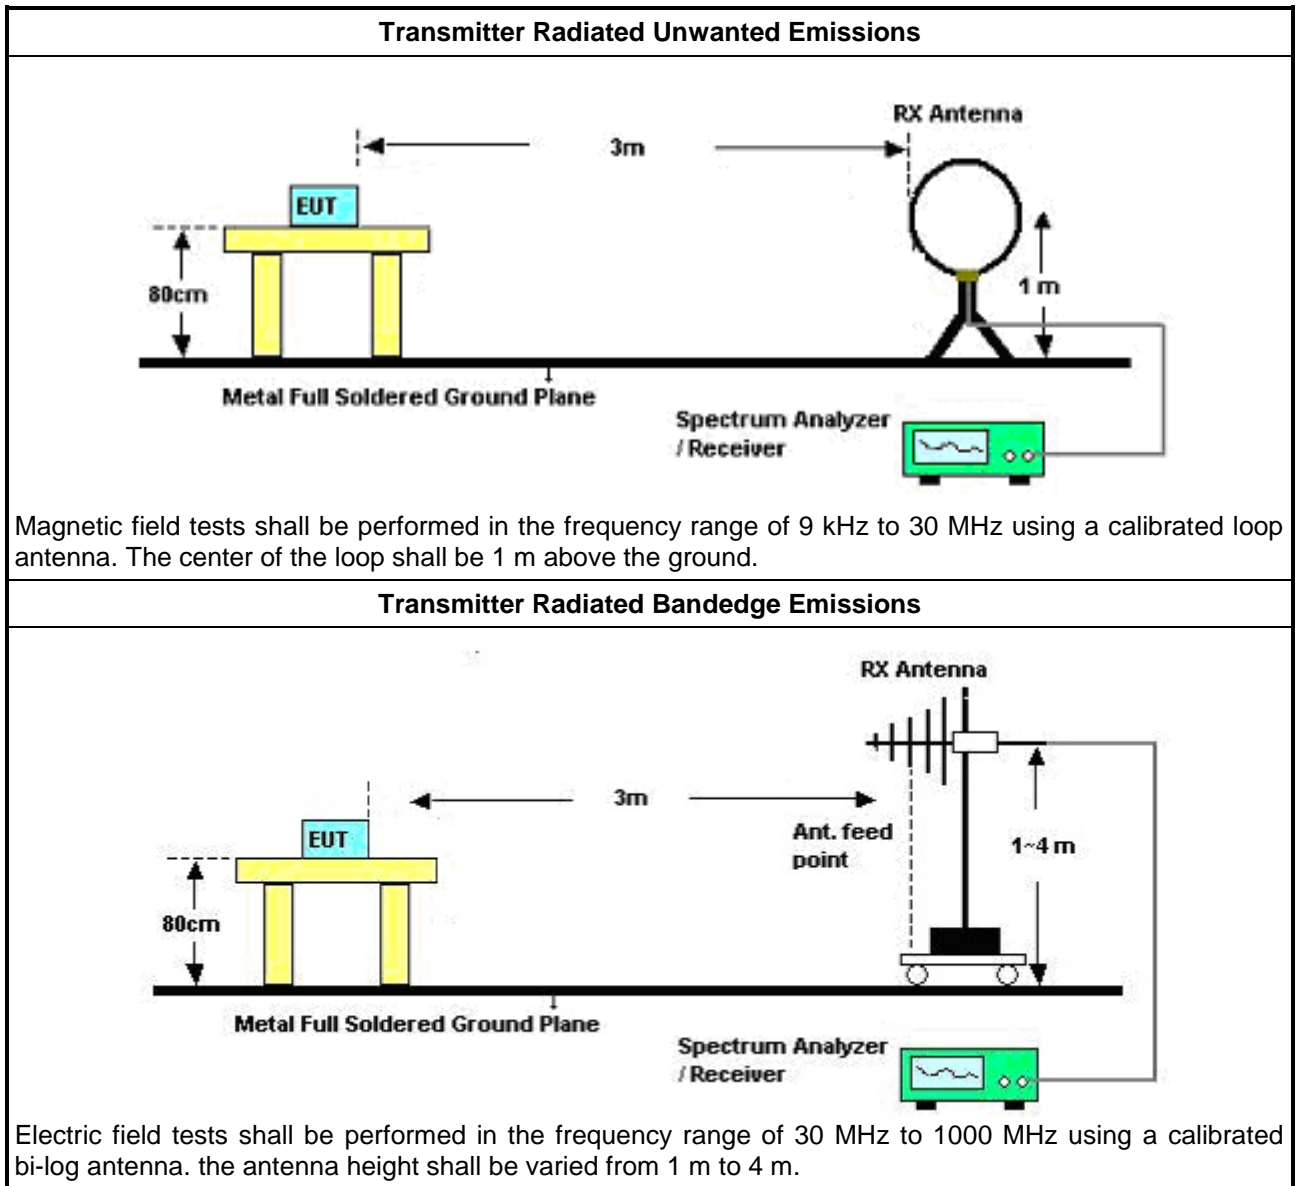 Transmitter Radiated Unwanted Emissions
RX Antenna
3m
EUT
80cm
1 m
Metal Full Soldered Ground Plane
Spectrum Analyzer
/ Receiver
Magnetic field tests shall be performed in the frequency range of 9 kHz to 30 MHz using a calibrated loop
antenna. The center of the loop shall be 1 m above the ground.
Transmitter Radiated Bandedge Emissions
RX Antenna
3m
EUT
Ant. feed
point
1~4 m
80cm
Metal Full Soldered Ground Plane
Spectrum Analyzer
/ Receiver
Electric field tests shall be performed in the frequency range of 30 MHz to 1000 MHz using a calibrated
bi-log antenna. the antenna height shall be varied from 1 m to 4 m.